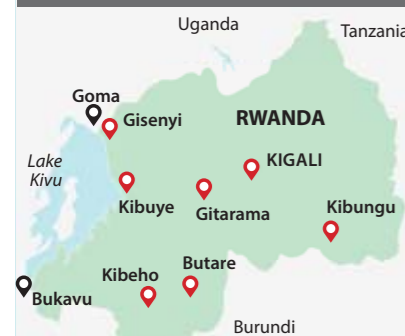 Uganda
Tanzania
Goma
Gisenyi
RWANDA
Lake
Kivu
KIGALI
Kibuye
Gitarama
Kibungu
Kibeho
Butare
Bukavu
Burundi